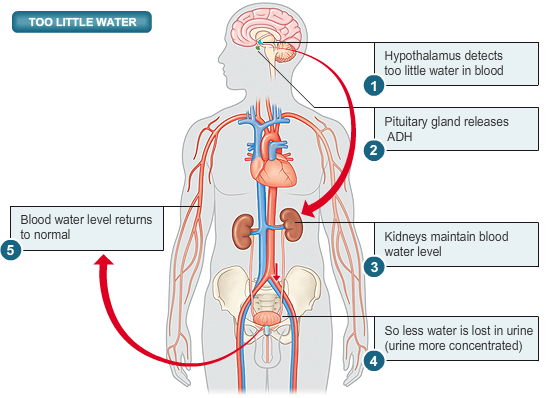 TOO LITTLE WATER
Hypothalamus detects
too little water in blood
1
Pituitary gland releases
ADH
2
Kidneys maintain blood
water level
3
So less water is lost in urine
(urine more concentrated)
4
Blood water level returns
to normal
5